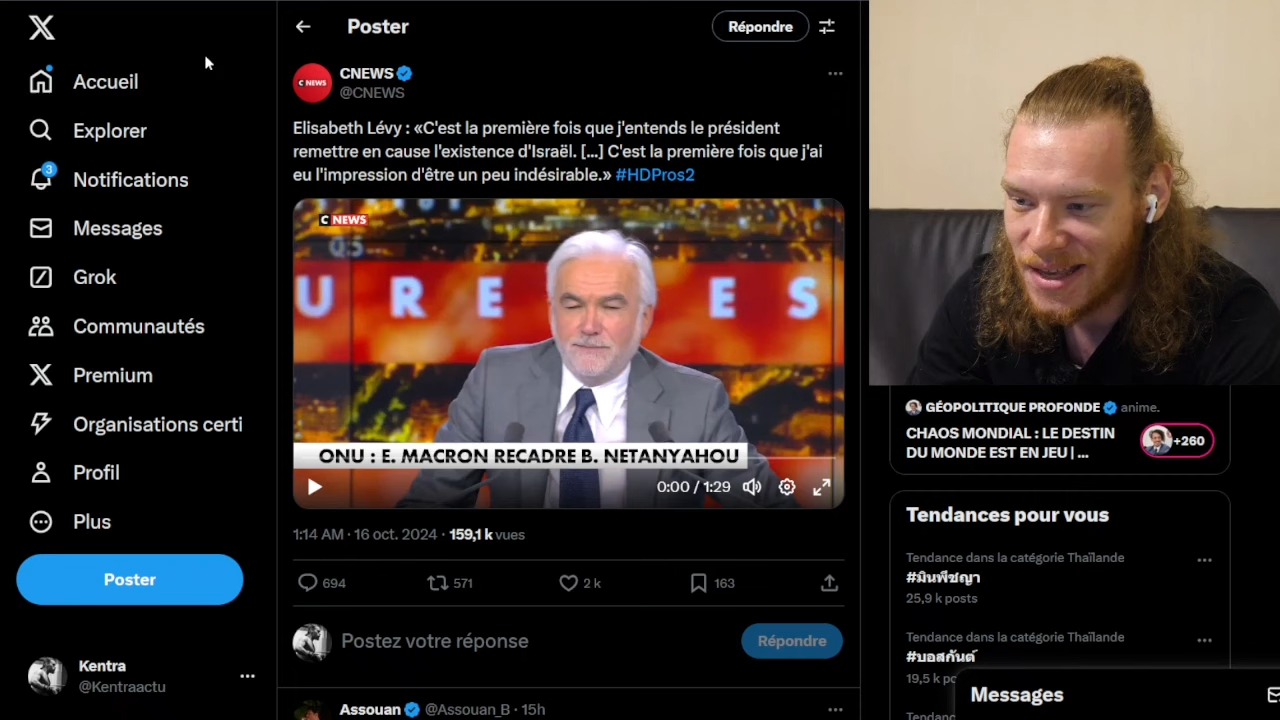 Accueil
Explorer
3
Notifications
Messages
Grok
Communautés
Premium
Organisations certi
Profil
Plus
Poster
Kentra
@Kentraactu
Poster
Répondre
C NEWS
CNEWS
@CNEWS
Elisabeth Lévy : «C'est la première fois que j'entends le président
remettre en cause l'existence d'Israël. [...] C'est la première fois que j'ai
eu l'impression d'être un peu indésirable.» #HDPros2
C NEWS
URE ES
ONU : E. MACRON RECADRE B. NETANYAHOU
0:00 / 1:29
1:14 AM · 16 oct. 2024 · 159,1 k vues
694 571 2 k 163
Postez votre réponse
Répondre
Assouan @Assouan_B · 15h
GÉOPOLITIQUE PROFONDE anime.
CHAOS MONDIAL : LE DESTIN
DU MONDE EST EN JEU | ...
+260
Tendances pour vous
Tendance dans la catégorie Thaïlande
#มินพีชญา
25,9 k posts
Tendance dans la catégorie Thaïlande
#บอสกันต์
19,5 k
Messages